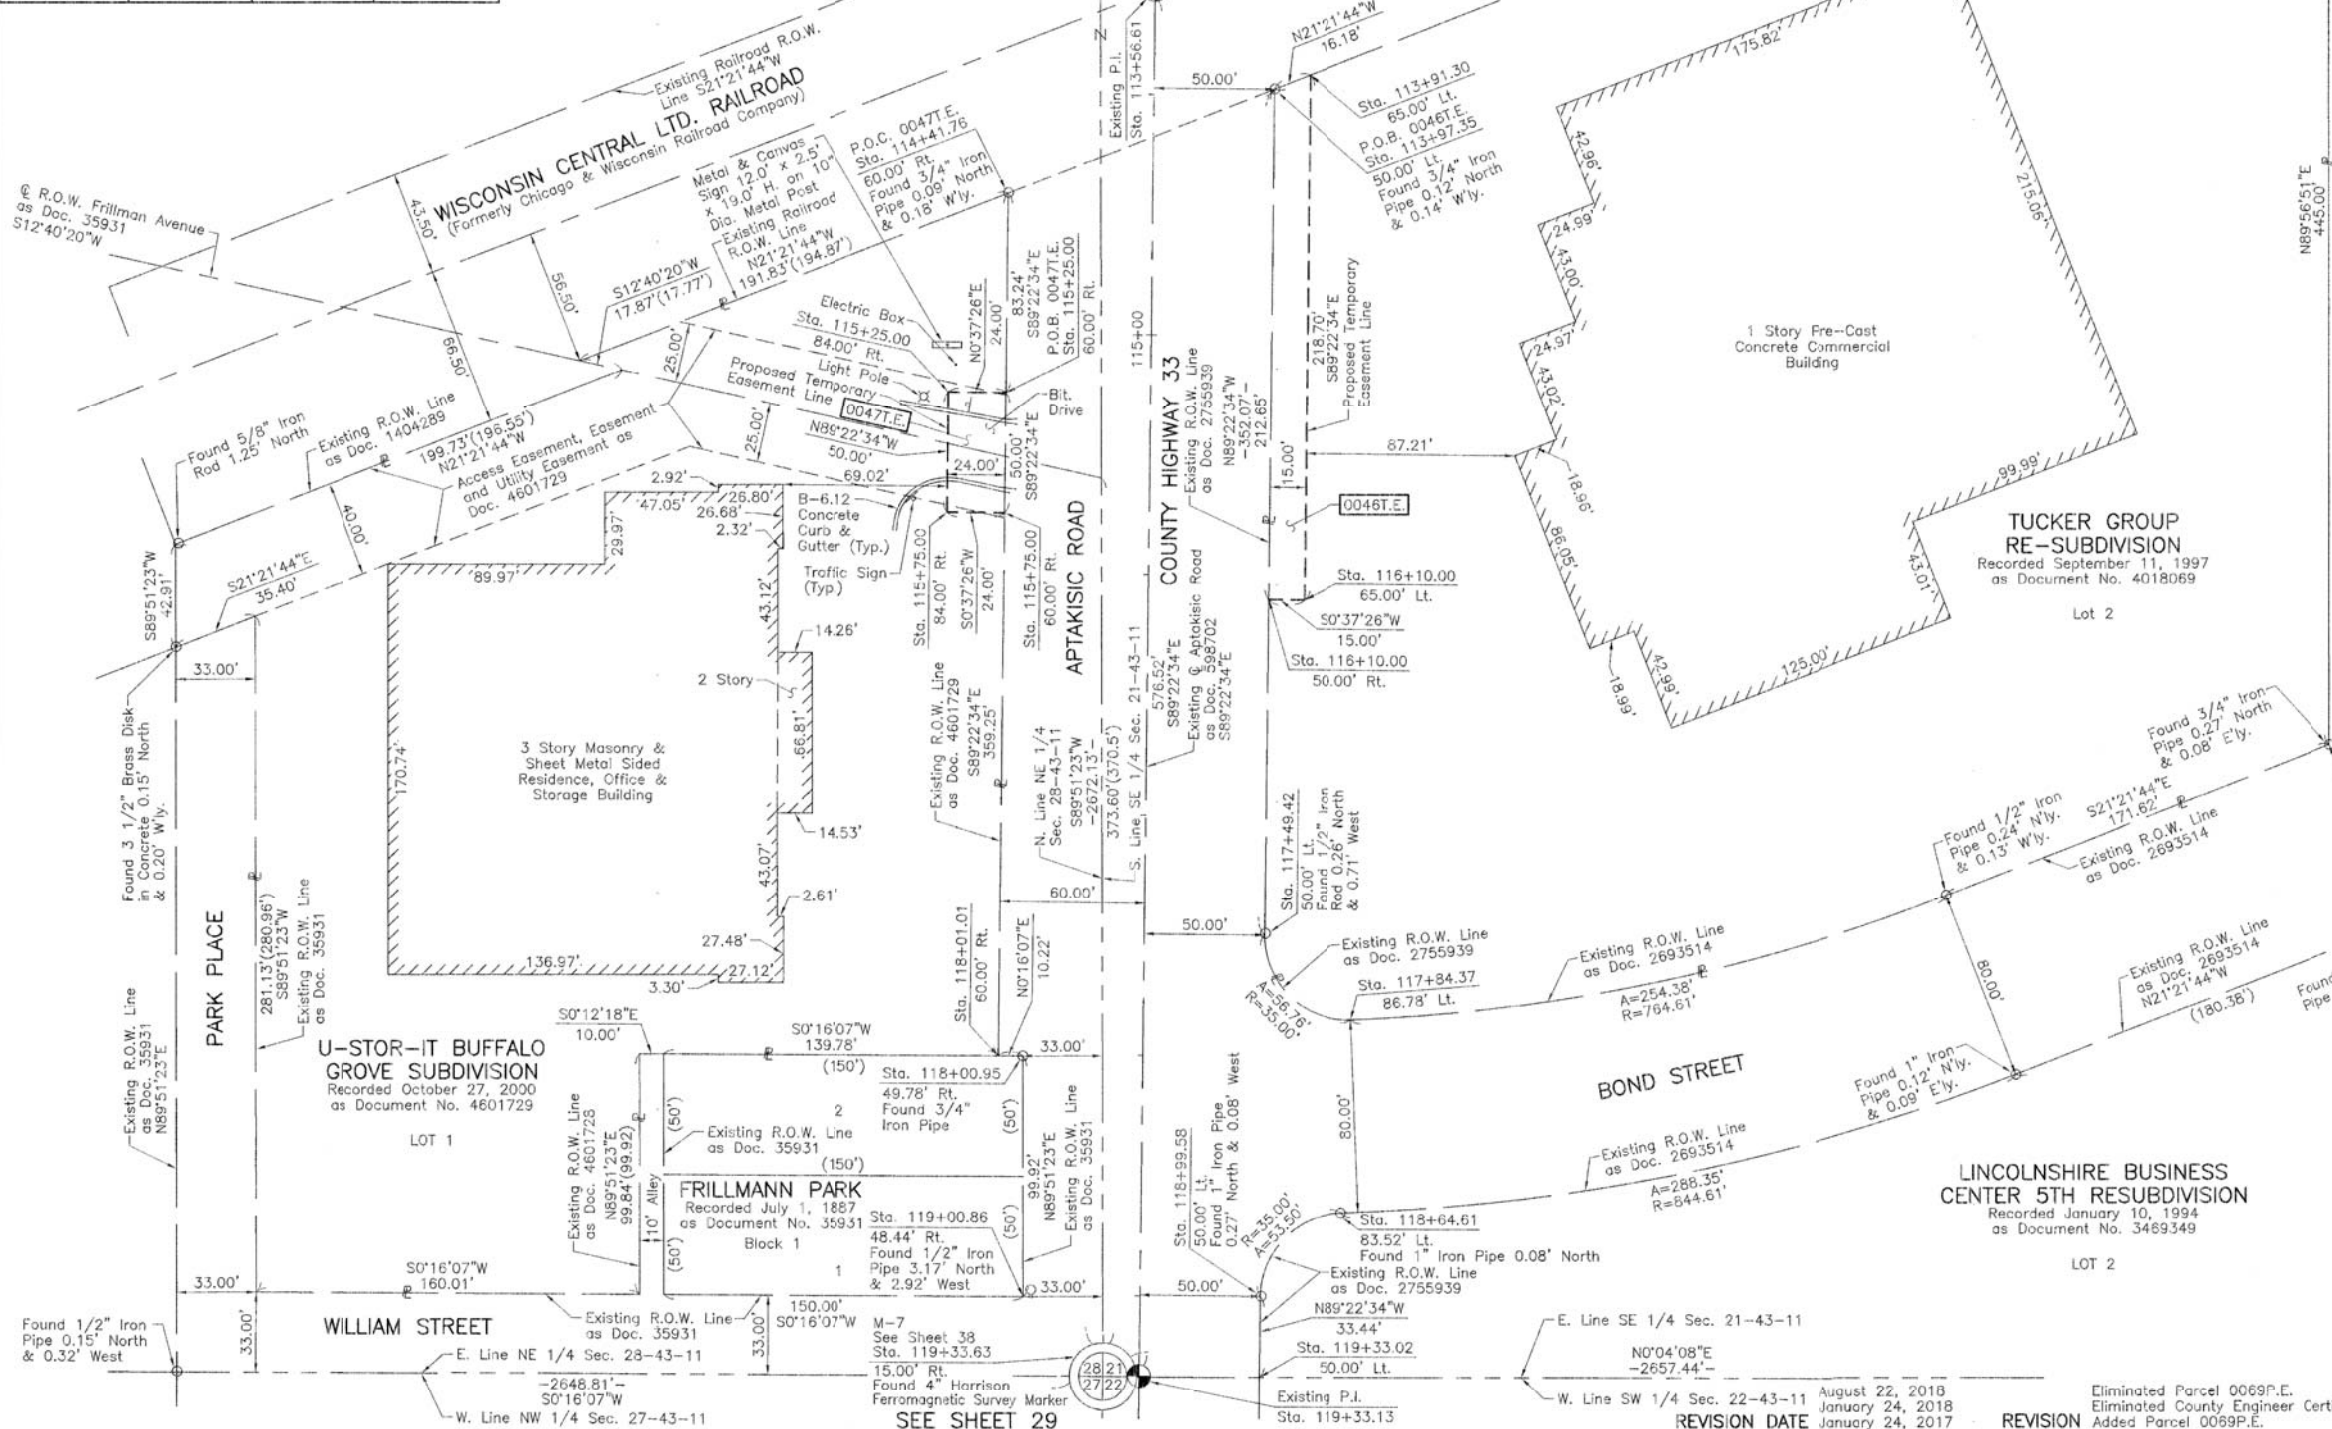 Existing Railroad R.O.W.
Line S21°21'44"W
WISCONSIN CENTRAL LTD. RAILROAD
(Formerly Chicago & Wisconsin Railroad Company)
℄ R.O.W. Frillman Avenue
as Doc. 35931
S12°40'20"W
43.50'
56.50'
66.50'
S12°40'20"W
17.87'(17.77')
Metal & Canvas
Sign 12.0' x 2.5'
x 19.0' H. on 10"
Dia. Metal Post
Existing Railroad
R.O.W. Line
N21°21'44"W
191.83'(194.87')
P.O.C. 0047T.E.
Sta. 114+41.76
60.00' Rt.
Found 3/4" Iron
Pipe 0.09' North
& 0.18' W'ly.
Existing P.I.
Sta. 113+56.61
50.00'
N21°21'44"W
16.18'
Sta. 113+91.30
65.00' Lt.
P.O.B. 0046T.E.
Sta. 113+97.35
50.00' Lt.
Found 3/4" Iron
Pipe 0.12' North
& 0.14' W'ly.
175.82'
42.96'
24.99'
43.00'
24.97'
43.02'
215.06'
1 Story Pre-Cast
Concrete Commercial
Building
N89°56'51"E
445.00'
87.21'
18.96'
86.05'
99.99'
43.01'
125.00'
42.99'
18.99'
TUCKER GROUP
RE-SUBDIVISION
Recorded September 11, 1997
as Document No. 4018069
Lot 2
Electric Box
Sta. 115+25.00
84.00' Rt.
Light Pole
Proposed Temporary
Easement Line
0047T.E.
N89°22'34"W
50.00'
25.00'
25.00'
N0°37'26"E
24.00'
83.24'
S89°22'34"E
P.O.B. 0047T.E.
Sta. 115+25.00
60.00' Rt.
Bit.
Drive
50.00'
S89°22'34"E
24.00'
69.02'
115+00
COUNTY HIGHWAY 33
APTAKISIC ROAD
Existing R.O.W. Line
as Doc. 2755939
N89°22'34"W
-352.07'-
212.65'
218.70'
S89°22'34"E
Proposed Temporary
Easement Line
15.00'
0046T.E.
Sta. 116+10.00
65.00' Lt.
S0°37'26"W
15.00'
Sta. 116+10.00
50.00' Rt.
Found 5/8" Iron
Rod 1.25' North
Existing R.O.W. Line
as Doc. 1404289
199.73'(196.55')
N21°21'44"W
Access Easement, Easement
and Utility Easement as
Doc. 4601729
40.00'
S89°51'23"W
42.91'
S21°21'44"E
35.40'
33.00'
2.92'
47.05'
26.80'
26.68'
2.32'
29.97'
89.97'
43.12'
14.26'
2 Story
66.81'
14.53'
43.07'
2.61'
27.48'
27.12'
3.30'
136.97'
170.74'
3 Story Masonry &
Sheet Metal Sided
Residence, Office &
Storage Building
B-6.12
Concrete
Curb &
Gutter (Typ.)
Traffic Sign
(Typ.)
Sta. 115+75.00
84.00' Rt.
S0°37'26"W
24.00'
Sta. 115+75.00
60.00' Rt.
Existing R.O.W. Line
as Doc. 4601729
S89°22'34"E
359.25'
N. Line NE 1/4
Sec. 28-43-11
S89°51'23"W
-2672.13'-
373.60'(370.5')
S. Line SE 1/4 Sec. 21-43-11
576.52'
S89°22'34"E
Existing ℄ Aptakisic Road
as Doc. 598702
S89°22'34"E
Found 3 1/2" Brass Disk
in Concrete 0.15' North
& 0.20' W'ly.
PARK PLACE
281.13'(280.96')
S89°51'23"W
Existing R.O.W. Line
as Doc. 35931
Existing R.O.W. Line
as Doc. 35931
N89°51'23"E
U-STOR-IT BUFFALO
GROVE SUBDIVISION
Recorded October 27, 2000
as Document No. 4601729
LOT 1
S0°12'18"E
10.00'
S0°16'07"W
139.78'
(150')
Sta. 118+01.01
60.00' Rt.
N0°16'07"E
10.22'
60.00'
50.00'
33.00'
Sta. 118+00.95
49.78' Rt.
Found 3/4"
Iron Pipe
2
Existing R.O.W. Line
as Doc. 35931
(50')
(50')
(150')
Existing R.O.W. Line
as Doc. 4601728
N89°51'23"E
99.84'(99.92)
10' Alley
FRILLMANN PARK
Recorded July 1, 1887
as Document No. 35931
Block 1
1
Sta. 119+00.86
48.44' Rt.
Found 1/2" Iron
Pipe 3.17' North
& 2.92' West
(50')
(50')
99.92'
N89°51'23"E
Existing R.O.W. Line
as Doc. 35931
33.00'
Sta. 117+49.42
50.00' Lt.
Found 1/2" Iron
Rod 0.26' North
& 0.71' West
Existing R.O.W. Line
as Doc. 2755939
A=56.76'
R=35.00'
Sta. 117+84.37
86.78' Lt.
Existing R.O.W. Line
as Doc. 2693514
A=254.38'
R=764.61'
80.00'
BOND STREET
Existing R.O.W. Line
as Doc. 2693514
A=288.35'
R=844.61'
Found 3/4" Iron
Pipe 0.27' North
& 0.08' E'ly.
Found 1/2" Iron
Pipe 0.24' N'ly.
& 0.13' W'ly.
S21°21'44"E
171.62'
Existing R.O.W. Line
as Doc. 2693514
80.00'
Existing R.O.W. Line
as Doc. 2693514
N21°21'44"W
(180.38')
Found
Pipe
Found 1" Iron
Pipe 0.12' N'ly.
& 0.09' E'ly.
LINCOLNSHIRE BUSINESS
CENTER 5TH RESUBDIVISION
Recorded January 10, 1994
as Document No. 3469349
LOT 2
Sta. 118+99.58
50.00' Lt.
Found 1" Iron Pipe
0.27' North & 0.08' West
R=35.00'
A=53.50'
Sta. 118+64.61
83.52' Lt.
Found 1" Iron Pipe 0.08' North
Existing R.O.W. Line
as Doc. 2755939
50.00'
N89°22'34"W
33.44'
Sta. 119+33.02
50.00' Lt.
Existing P.I.
Sta. 119+33.13
33.00'
S0°16'07"W
160.01'
Existing R.O.W. Line
as Doc. 35931
150.00'
S0°16'07"W
33.00'
33.00'
WILLIAM STREET
Found 1/2" Iron
Pipe 0.15' North
& 0.32' West
E. Line NE 1/4 Sec. 28-43-11
-2648.81'-
S0°16'07"W
W. Line NW 1/4 Sec. 27-43-11
M-7
See Sheet 38
Sta. 119+33.63
15.00' Rt.
Found 4" Harrison
Ferromagnetic Survey Marker
28 21
27 22
SEE SHEET 29
E. Line SE 1/4 Sec. 21-43-11
N0°04'08"E
-2657.44'-
W. Line SW 1/4 Sec. 22-43-11
August 22, 2018
January 24, 2018
REVISION DATE January 24, 2017
Eliminated Parcel 0069P.E.
Eliminated County Engineer Cert
REVISION Added Parcel 0069P.E.